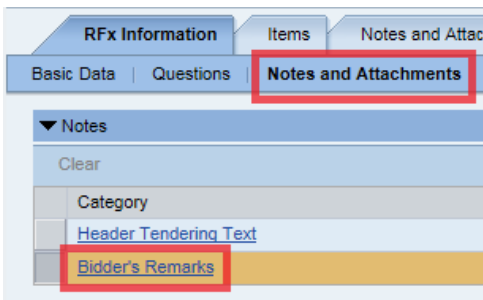 RFx Information Items Notes and Attac
Basic Data | Questions | Notes and Attachments
Notes
Clear
Category
Header Tendering Text
Bidder's Remarks